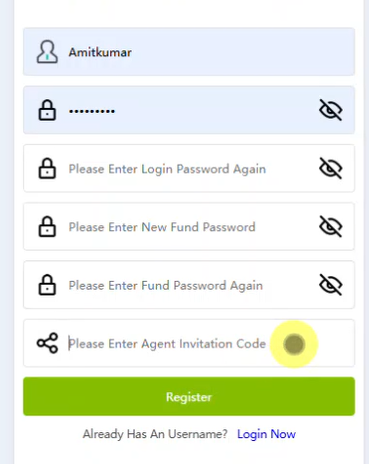 Amitkumar
•••••••••
Please Enter Login Password Again
Please Enter New Fund Password
Please Enter Fund Password Again
Please Enter Agent Invitation Code
Register
Already Has An Username? Login Now